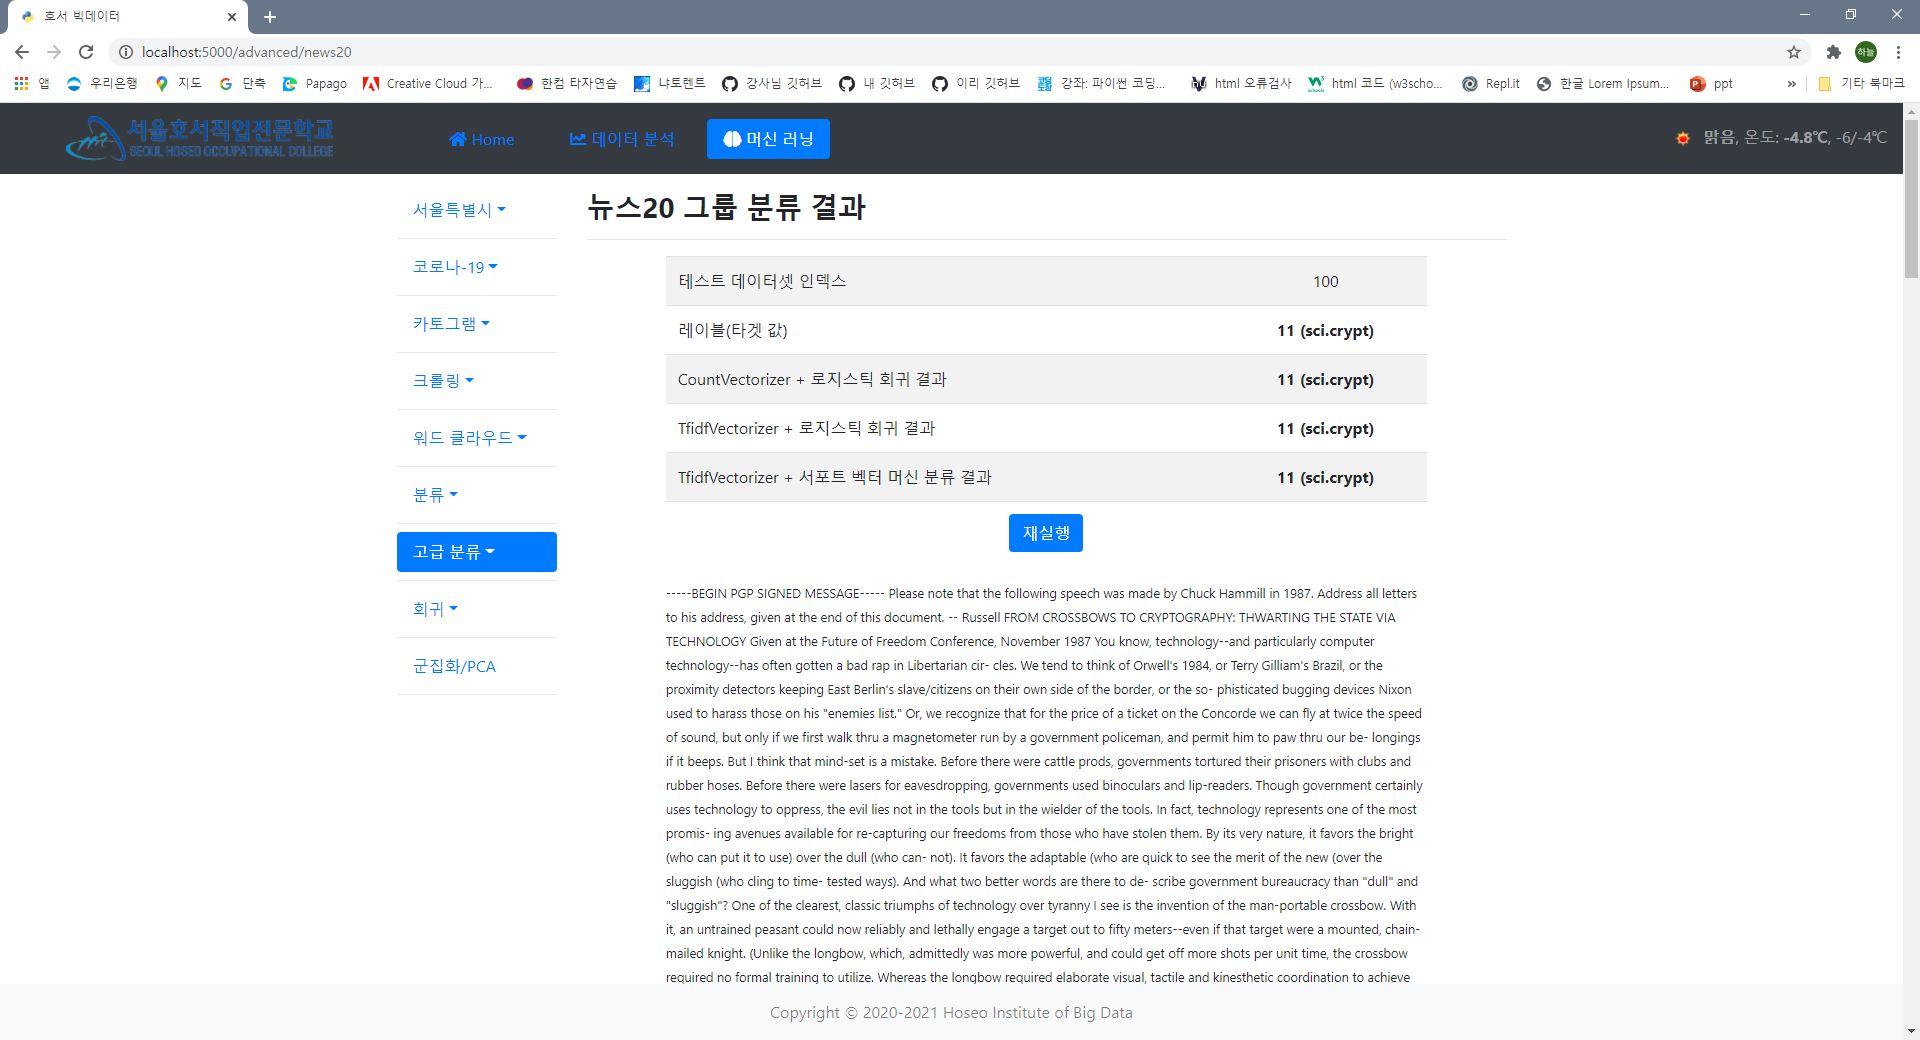 호서 빅데이터
localhost:5000/advanced/news20
하늘
앱 우리은행 지도 단축 Papago Creative Cloud 가... 한컴 타자연습 나토렌트 강사님 깃허브 내 깃허브 이리 깃허브 강좌: 파이썬 코딩... html 오류검사 html 코드 (w3scho... Repl.it 한글 Lorem Ipsum... ppt » 기타 북마크
서울호서직업전문학교
SEOUL HOSEO OCCUPATIONAL COLLEGE
Home 데이터 분석 머신 러닝
맑음, 온도: -4.8℃, -6/-4℃
서울특별시
코로나-19
카토그램
크롤링
워드 클라우드
분류
고급 분류
회귀
군집화/PCA
뉴스20 그룹 분류 결과
테스트 데이터셋 인덱스 100
레이블(타겟 값) 11 (sci.crypt)
CountVectorizer + 로지스틱 회귀 결과 11 (sci.crypt)
TfidfVectorizer + 로지스틱 회귀 결과 11 (sci.crypt)
TfidfVectorizer + 서포트 벡터 머신 분류 결과 11 (sci.crypt)
재실행
-----BEGIN PGP SIGNED MESSAGE----- Please note that the following speech was made by Chuck Hammill in 1987. Address all letters
to his address, given at the end of this document. -- Russell FROM CROSSBOWS TO CRYPTOGRAPHY: THWARTING THE STATE VIA
TECHNOLOGY Given at the Future of Freedom Conference, November 1987 You know, technology--and particularly computer
technology--has often gotten a bad rap in Libertarian cir- cles. We tend to think of Orwell's 1984, or Terry Gilliam's Brazil, or the
proximity detectors keeping East Berlin's slave/citizens on their own side of the border, or the so- phisticated bugging devices Nixon
used to harass those on his "enemies list." Or, we recognize that for the price of a ticket on the Concorde we can fly at twice the speed
of sound, but only if we first walk thru a magnetometer run by a government policeman, and permit him to paw thru our be- longings
if it beeps. But I think that mind-set is a mistake. Before there were cattle prods, governments tortured their prisoners with clubs and
rubber hoses. Before there were lasers for eavesdropping, governments used binoculars and lip-readers. Though government certainly
uses technology to oppress, the evil lies not in the tools but in the wielder of the tools. In fact, technology represents one of the most
promis- ing avenues available for re-capturing our freedoms from those who have stolen them. By its very nature, it favors the bright
(who can put it to use) over the dull (who can- not). It favors the adaptable (who are quick to see the merit of the new (over the
sluggish (who cling to time- tested ways). And what two better words are there to de- scribe government bureaucracy than "dull" and
"sluggish"? One of the clearest, classic triumphs of technology over tyranny I see is the invention of the man-portable crossbow. With
it, an untrained peasant could now reliably and lethally engage a target out to fifty meters--even if that target were a mounted, chain-
mailed knight. (Unlike the longbow, which, admittedly was more powerful, and could get off more shots per unit time, the crossbow
required no formal training to utilize. Whereas the longbow required elaborate visual, tactile and kinesthetic coordination to achieve
Copyright © 2020-2021 Hoseo Institute of Big Data